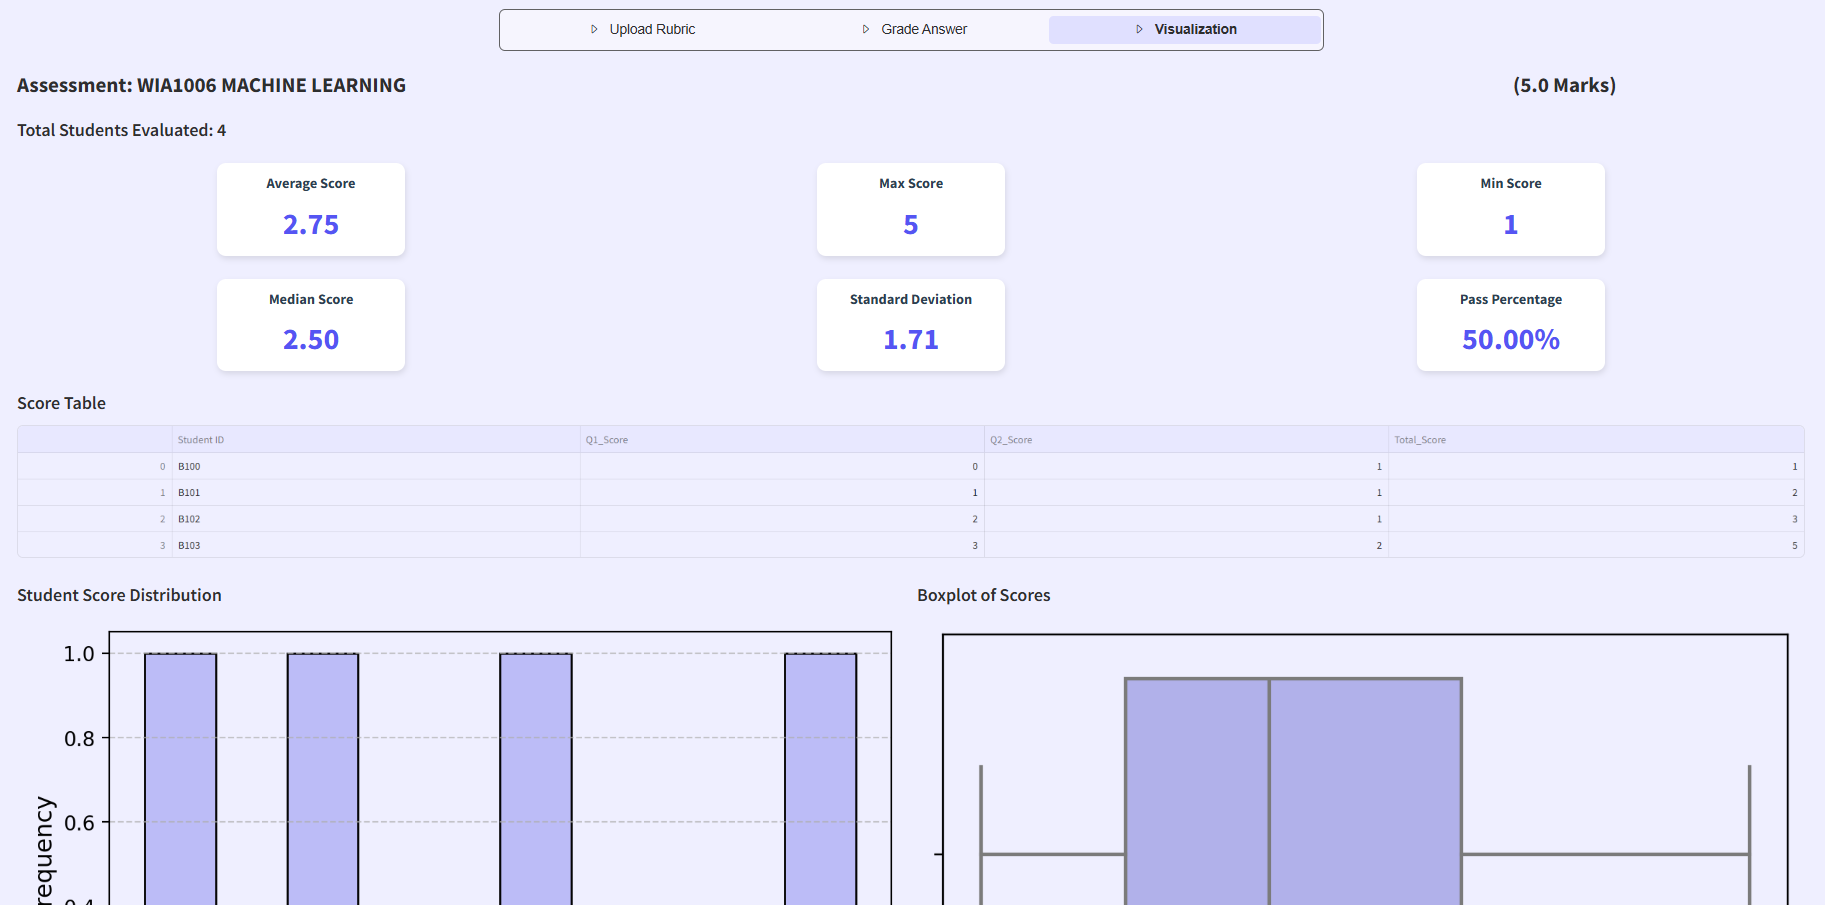 Upload Rubric Grade Answer Visualization
Assessment: WIA1006 MACHINE LEARNING (5.0 Marks)
Total Students Evaluated: 4
Average Score Max Score Min Score
2.75 5 1
Median Score Standard Deviation Pass Percentage
2.50 1.71 50.00%
Score Table
Student ID Q1_Score Q2_Score Total_Score
0 B100 0 1 1
1 B101 1 1 2
2 B102 2 1 3
3 B103 3 2 5
Student Score Distribution Boxplot of Scores
1.0
0.8
0.6
requency